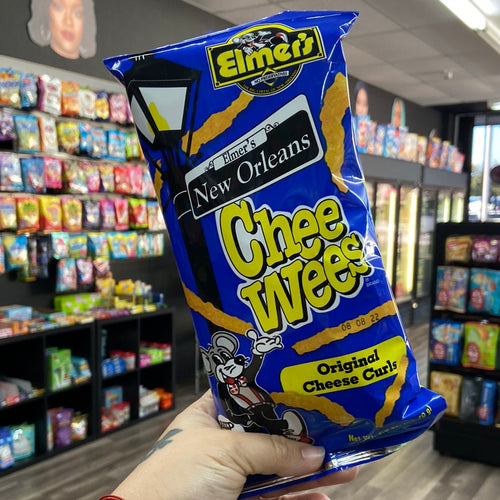 Elmer's
Elmer's
New Orleans
Chee
Wees
08 08 22
Original
Cheese Curls